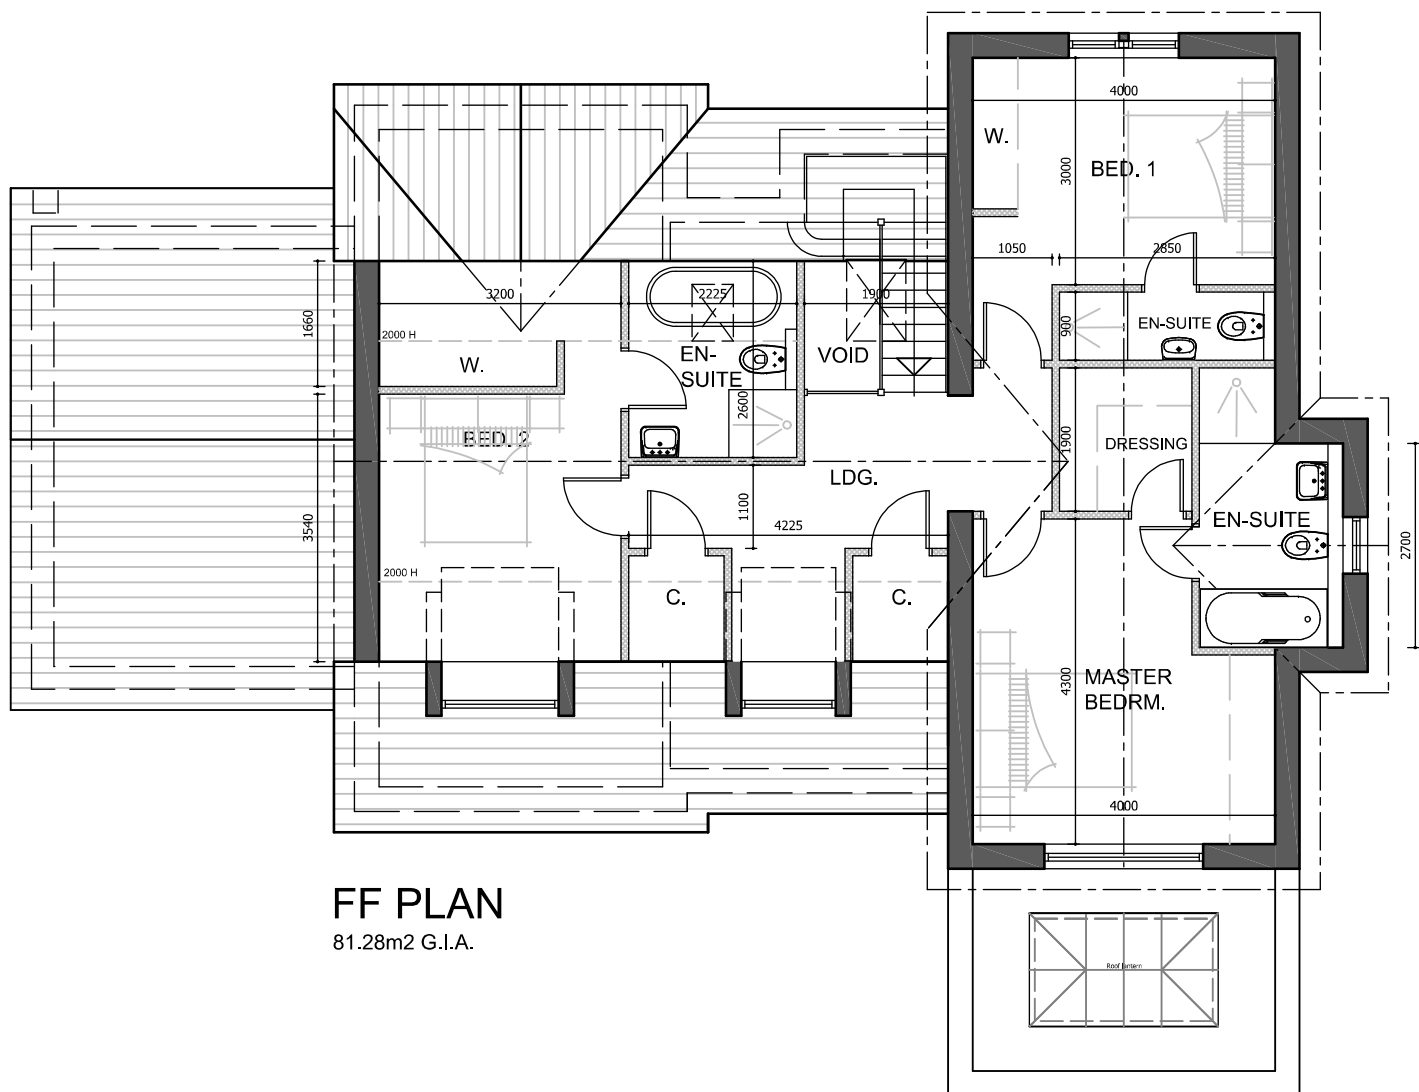 4000
W.
BED. 1
3000
1050
2850
EN-SUITE
900
3200
2225
1900
1660
2000 H
W.
EN-
SUITE
VOID
2600
BED. 2
1900
DRESSING
LDG.
1100
4225
3540
EN-SUITE
2700
2000 H
C.
C.
MASTER
BEDRM.
4300
4000
FF PLAN
81.28m2 G.I.A.
Roof lantern